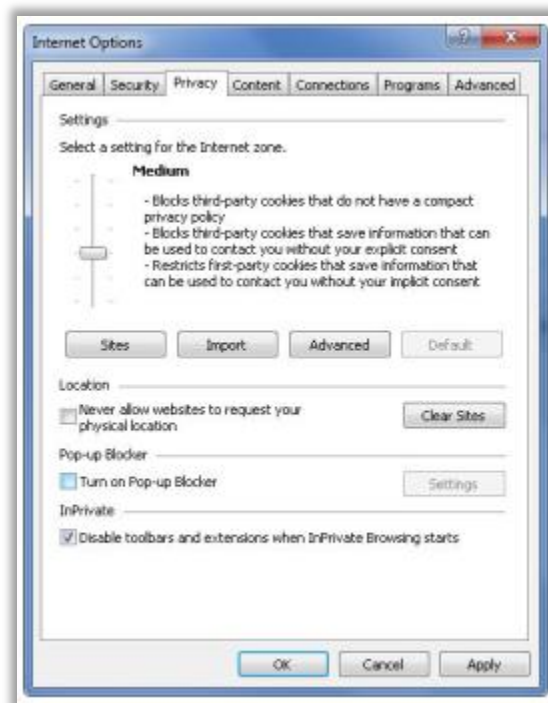 Internet Options
General Security Privacy Content Connections Programs Advanced
Settings
Select a setting for the Internet zone.
Medium
- Blocks third-party cookies that do not have a compact
privacy policy
- Blocks third-party cookies that save information that can
be used to contact you without your explicit consent
- Restricts first-party cookies that save information that
can be used to contact you without your implicit consent
Sites Import Advanced Default
Location
Never allow websites to request your
physical location
Clear Sites
Pop-up Blocker
Turn on Pop-up Blocker
Settings
InPrivate
Disable toolbars and extensions when InPrivate Browsing starts
OK Cancel Apply